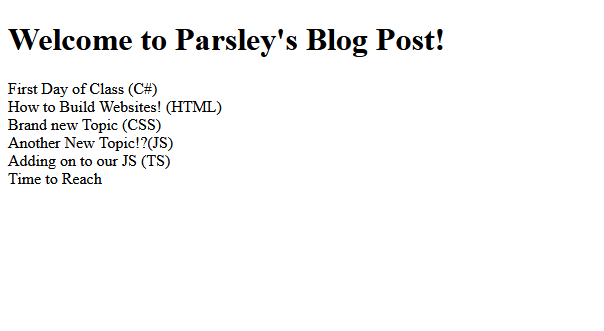 Welcome to Parsley's Blog Post!
First Day of Class (C#)
How to Build Websites! (HTML)
Brand new Topic (CSS)
Another New Topic!?(JS)
Adding on to our JS (TS)
Time to Reach